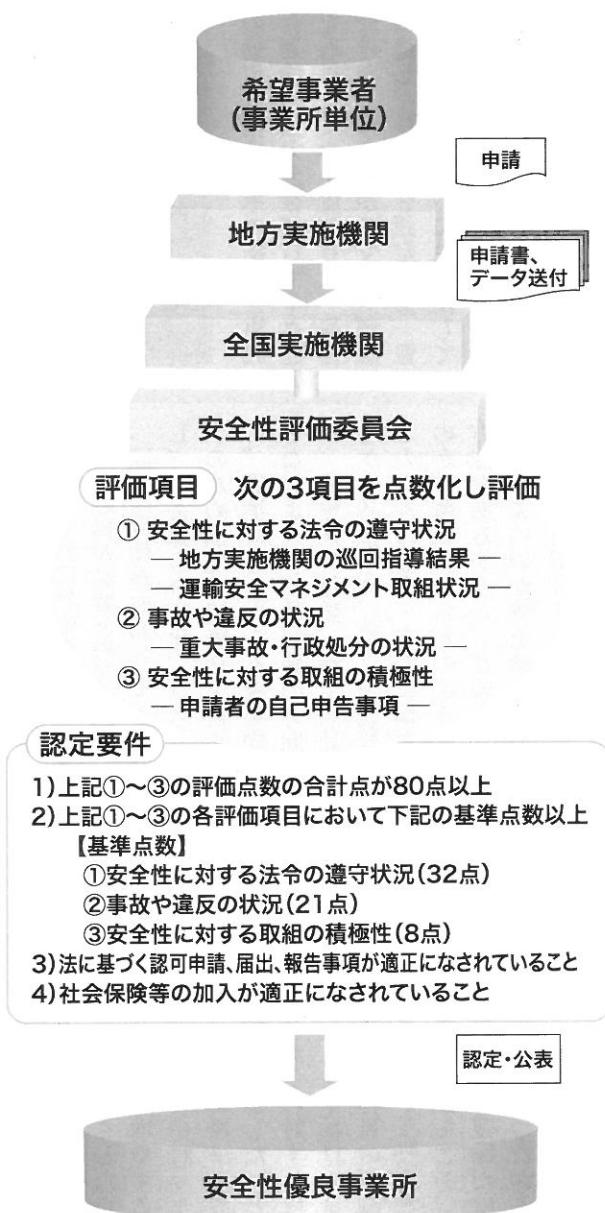 希望事業者
(事業所単位)
申請
地方実施機関
申請書、
データ送付
全国実施機関
安全性評価委員会
評価項目 次の3項目を点数化し評価
① 安全性に対する法令の遵守状況
― 地方実施機関の巡回指導結果 ―
― 運輸安全マネジメント取組状況 ―
② 事故や違反の状況
― 重大事故・行政処分の状況 ―
③ 安全性に対する取組の積極性
― 申請者の自己申告事項 ―
認定要件
1)上記①〜③の評価点数の合計点が80点以上
2)上記①〜③の各評価項目において下記の基準点数以上
【基準点数】
①安全性に対する法令の遵守状況(32点)
②事故や違反の状況(21点)
③安全性に対する取組の積極性(8点)
3)法に基づく認可申請、届出、報告事項が適正になされていること
4)社会保険等の加入が適正になされていること
認定・公表
安全性優良事業所